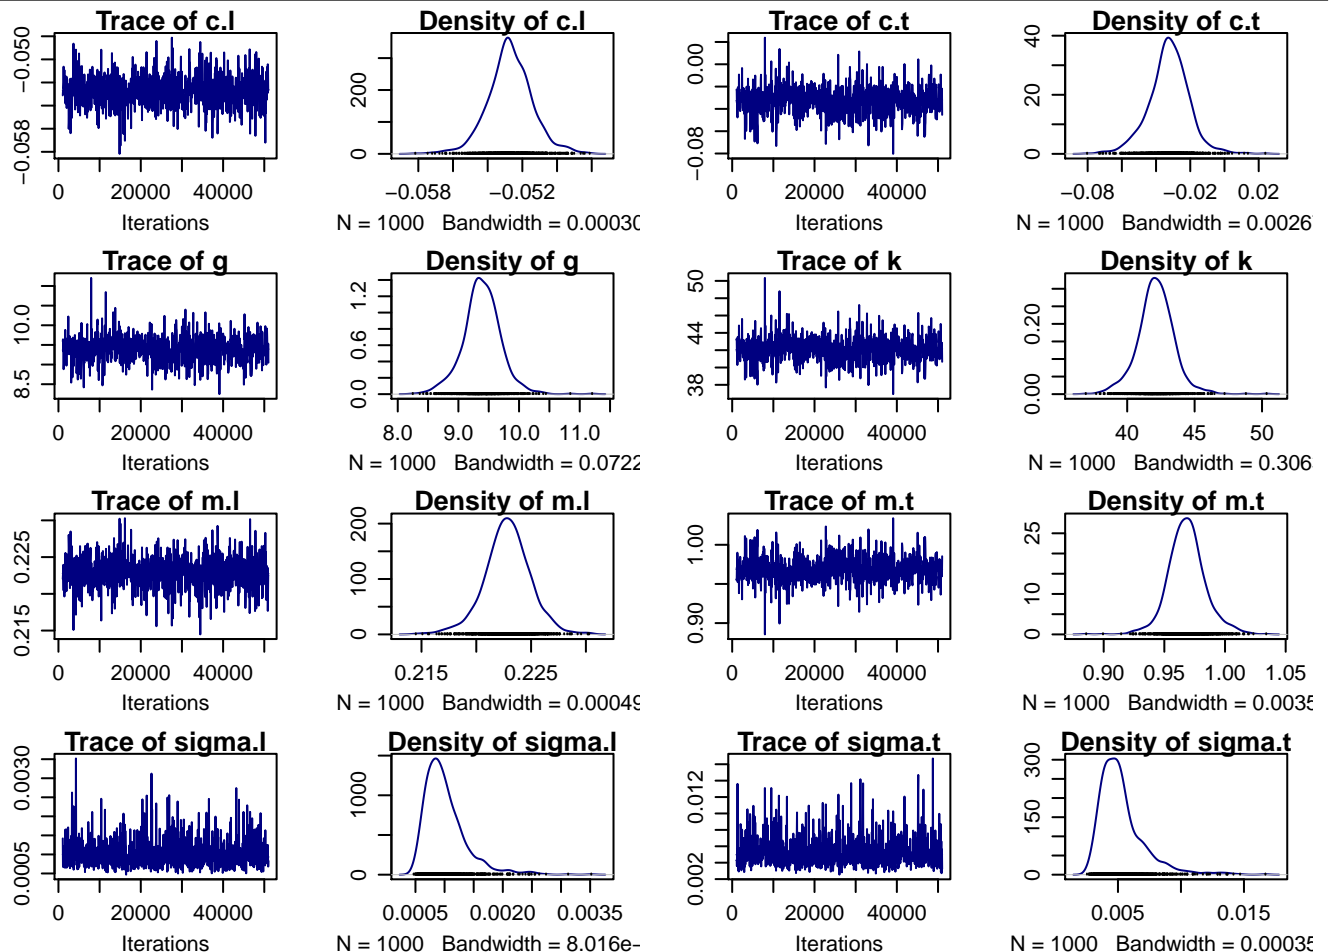 Trace of c.l
−0.050
−0.058
0 20000 40000
Iterations
Density of c.l
200
0
−0.058 −0.052
N = 1000 Bandwidth = 0.00030
Trace of c.t
0.00
−0.08
0 20000 40000
Iterations
Density of c.t
40
20
0
−0.08 −0.02 0.02
N = 1000 Bandwidth = 0.0026
Trace of g
10.0
8.5
0 20000 40000
Iterations
Density of g
1.2
0.6
0.0
8.0 9.0 10.0 11.0
N = 1000 Bandwidth = 0.0722
Trace of k
50
44
38
0 20000 40000
Iterations
Density of k
0.20
0.00
40 45 50
N = 1000 Bandwidth = 0.306
Trace of m.l
0.225
0.215
0 20000 40000
Iterations
Density of m.l
200
100
0
0.215 0.225
N = 1000 Bandwidth = 0.00049
Trace of m.t
1.00
0.90
0 20000 40000
Iterations
Density of m.t
25
10
0
0.90 0.95 1.00 1.05
N = 1000 Bandwidth = 0.0035
Trace of sigma.l
0.0030
0.0005
0 20000 40000
Iterations
Density of sigma.l
1000
0
0.0005 0.0020 0.0035
N = 1000 Bandwidth = 8.016e−
Trace of sigma.t
0.012
0.002
0 20000 40000
Iterations
Density of sigma.t
300
150
0
0.005 0.015
N = 1000 Bandwidth = 0.00035